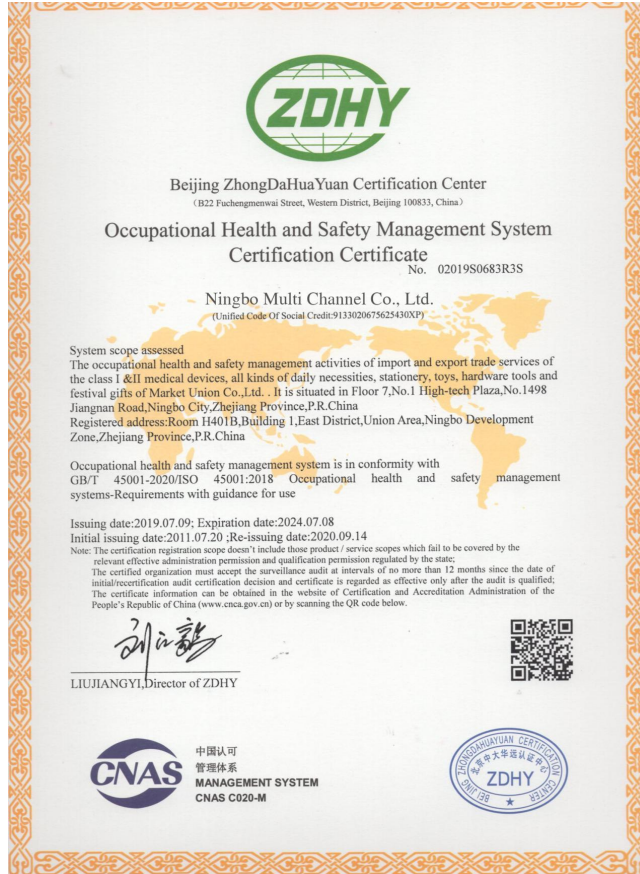 ZDHY
Beijing ZhongDaHuaYuan Certification Center
(B22 Fuchengmenwai Street, Western District, Beijing 100833, China)
Occupational Health and Safety Management System
Certification Certificate
No. 02019S0683R3S
Ningbo Multi Channel Co., Ltd.
(Unified Code Of Social Credit:9133020675625430XP)
System scope assessed
The occupational health and safety management activities of import and export trade services of
the class I &II medical devices, all kinds of daily necessities, stationery, toys, hardware tools and
festival gifts of Market Union Co.,Ltd. . It is situated in Floor 7,No.1 High-tech Plaza,No.1498
Jiangnan Road,Ningbo City,Zhejiang Province,P.R.China
Registered address:Room H401B,Building 1,East District,Union Area,Ningbo Development
Zone,Zhejiang Province,P.R.China
Occupational health and safety management system is in conformity with
GB/T 45001-2020/ISO 45001:2018 Occupational health and safety management
systems-Requirements with guidance for use
Issuing date:2019.07.09; Expiration date:2024.07.08
Initial issuing date:2011.07.20 ;Re-issuing date:2020.09.14
Note: The certification registration scope doesn't include those product / service scopes which fail to be covered by the
relevant effective administration permission and qualification permission regulated by the state;
The certified organization must accept the surveillance audit at intervals of no more than 12 months since the date of
initial/recertification audit certification decision and certificate is regarded as effective only after the audit is qualified;
The certificate information can be obtained in the website of Certification and Accreditation Administration of the
People's Republic of China (www.cnca.gov.cn) or by scanning the QR code below.
LIUJIANGYI,Director of ZDHY
CNAS
中国认可
管理体系
MANAGEMENT SYSTEM
CNAS C020-M
BEIJING ZHONGDAHUAYUAN CERTIFICATION CENTER
北京中大华远认证中心
ZDHY